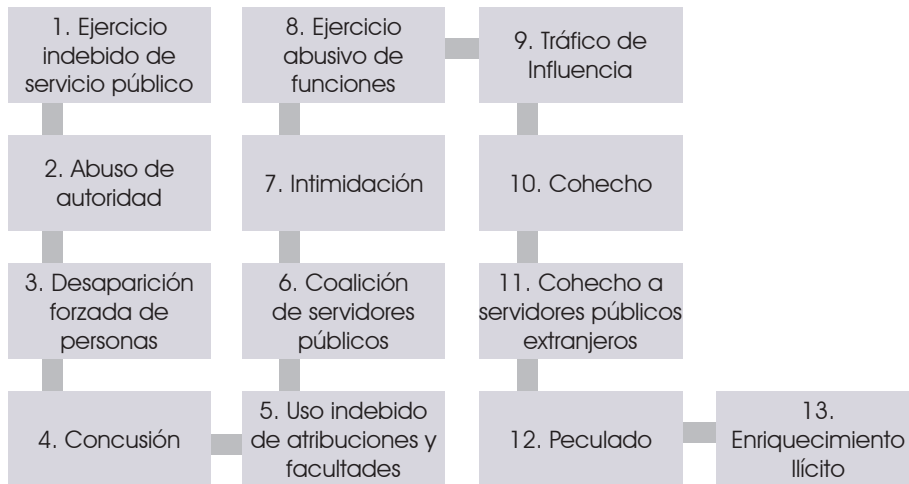 1. Ejercicio
indebido de
servicio público
2. Abuso de
autoridad
3. Desaparición
forzada de
personas
4. Concusión
5. Uso indebido
de atribuciones y
facultades
6. Coalición
de servidores
públicos
7. Intimidación
8. Ejercicio
abusivo de
funciones
9. Tráfico de
Influencia
10. Cohecho
11. Cohecho a
servidores públicos
extranjeros
12. Peculado
13.
Enriquecimiento
Ilícito